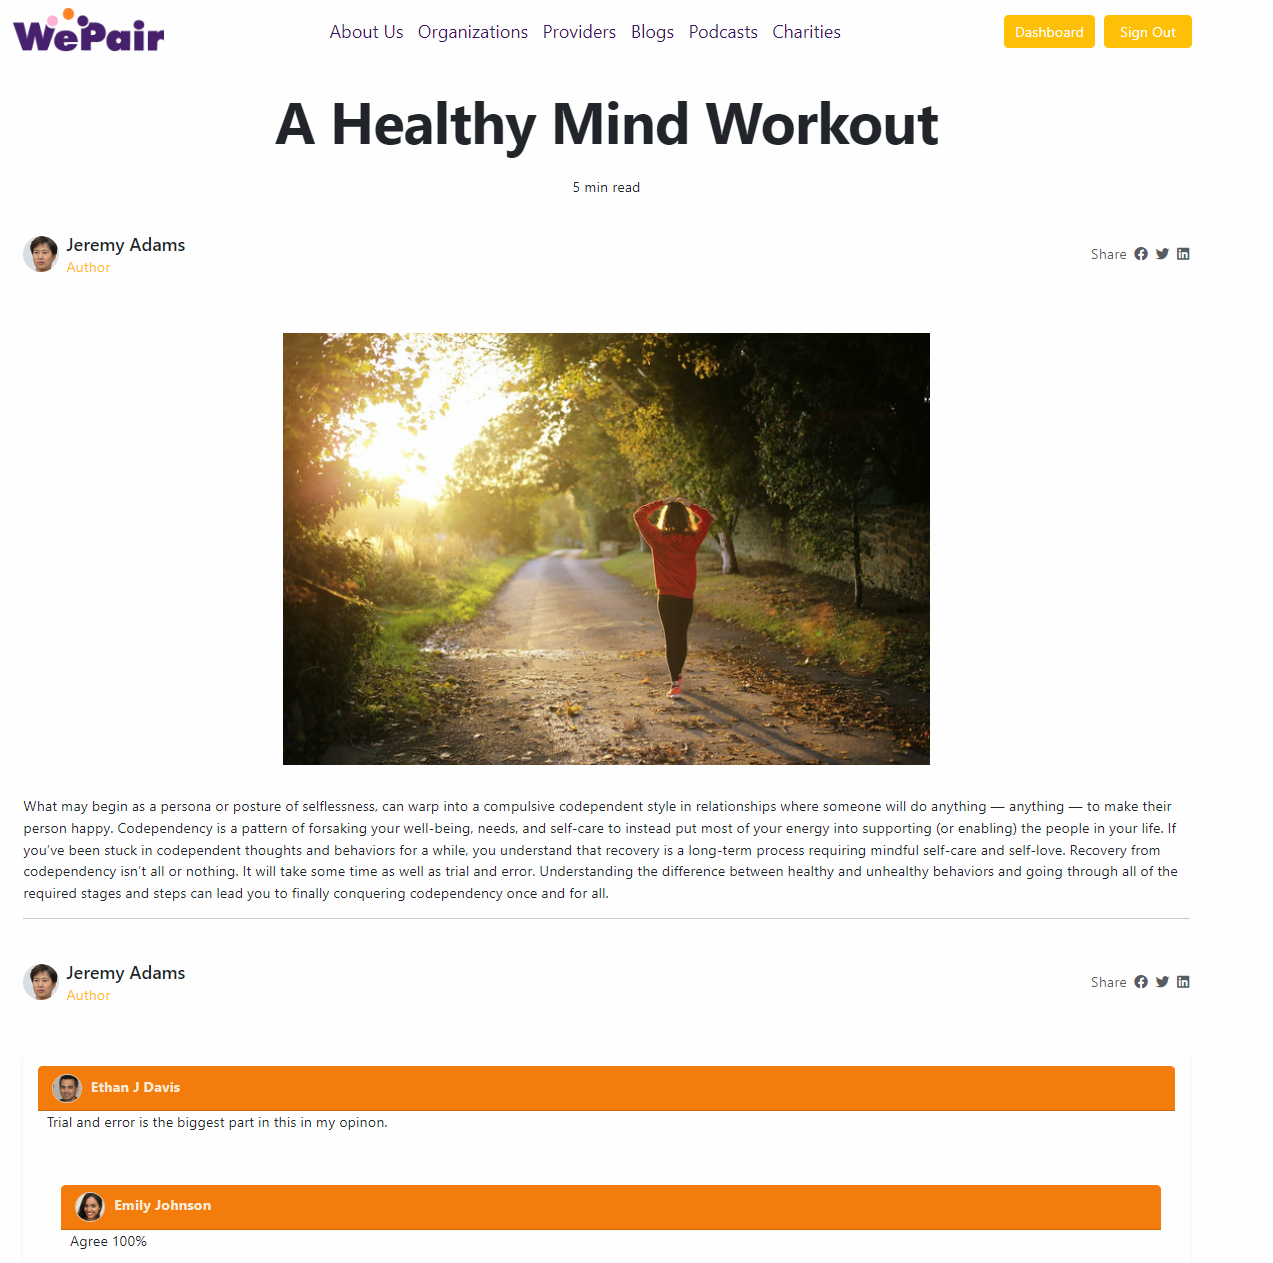 WePair
About Us Organizations Providers Blogs Podcasts Charities
Dashboard Sign Out
A Healthy Mind Workout
5 min read
Jeremy Adams
Author
Share
What may begin as a persona or posture of selflessness, can warp into a compulsive codependent style in relationships where someone will do anything — anything — to make their
person happy. Codependency is a pattern of forsaking your well-being, needs, and self-care to instead put most of your energy into supporting (or enabling) the people in your life. If
you’ve been stuck in codependent thoughts and behaviors for a while, you understand that recovery is a long-term process requiring mindful self-care and self-love. Recovery from
codependency isn’t all or nothing. It will take some time as well as trial and error. Understanding the difference between healthy and unhealthy behaviors and going through all of the
required stages and steps can lead you to finally conquering codependency once and for all.
Jeremy Adams
Author
Share
Ethan J Davis
Trial and error is the biggest part in this in my opinon.
Emily Johnson
Agree 100%